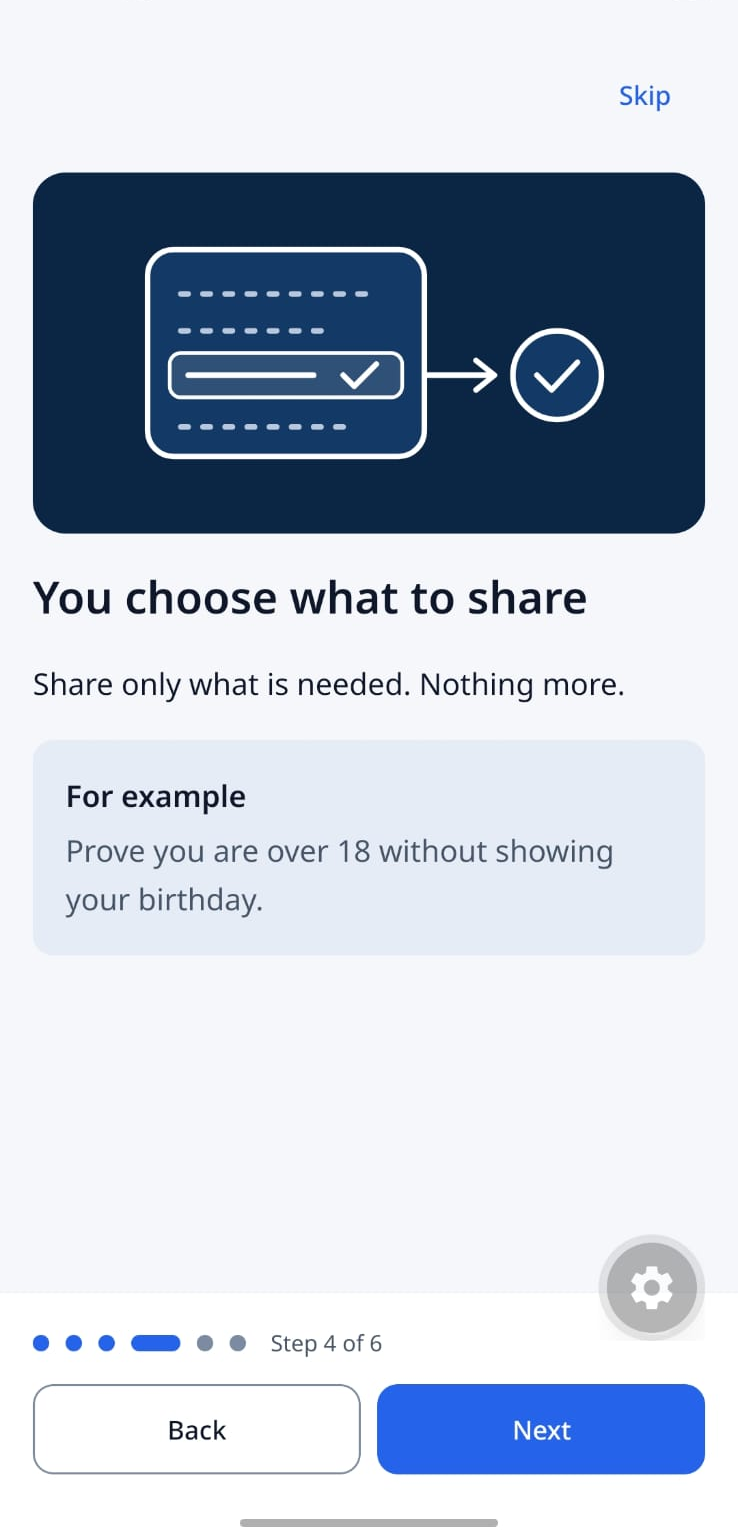 Skip
You choose what to share
Share only what is needed. Nothing more.
For example
Prove you are over 18 without showing
your birthday.
Step 4 of 6
Back
Next